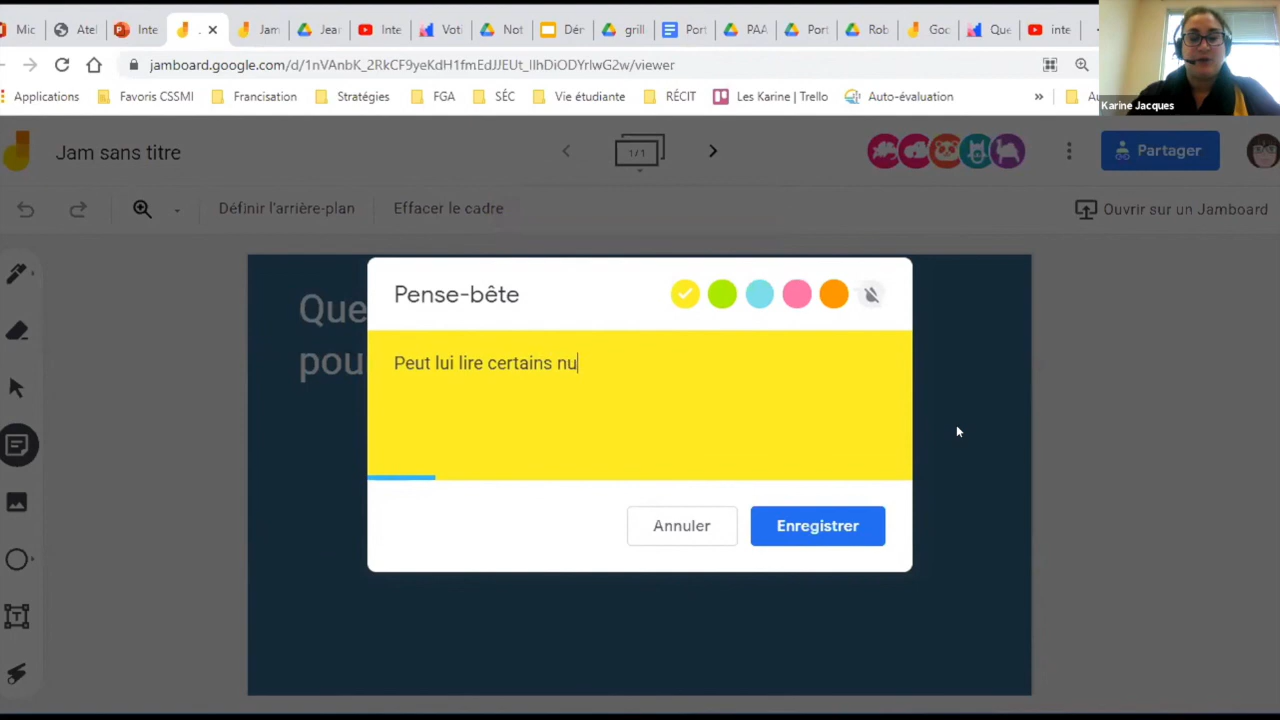 Mic
Atel
Inte
Jam
Jear
Inte
Voti
Not
Dér
grill
Port
PAA
Port
Rob
Goc
Que
inte
jamboard.google.com/d/1nVAnbK_2RkCF9yeKdH1fmEdJJEUt_IIhDiODYrlwG2w/viewer
Applications
Favoris CSSMI
Francisation
Stratégies
FGA
SÉC
Vie étudiante
RÉCIT
Les Karine | Trello
Auto-évaluation
»
Au
Karine Jacques
Jam sans titre
1/1
Partager
Définir l'arrière-plan
Effacer le cadre
Ouvrir sur un Jamboard
Que
pou
Pense-bête
Peut lui lire certains nu
Annuler
Enregistrer